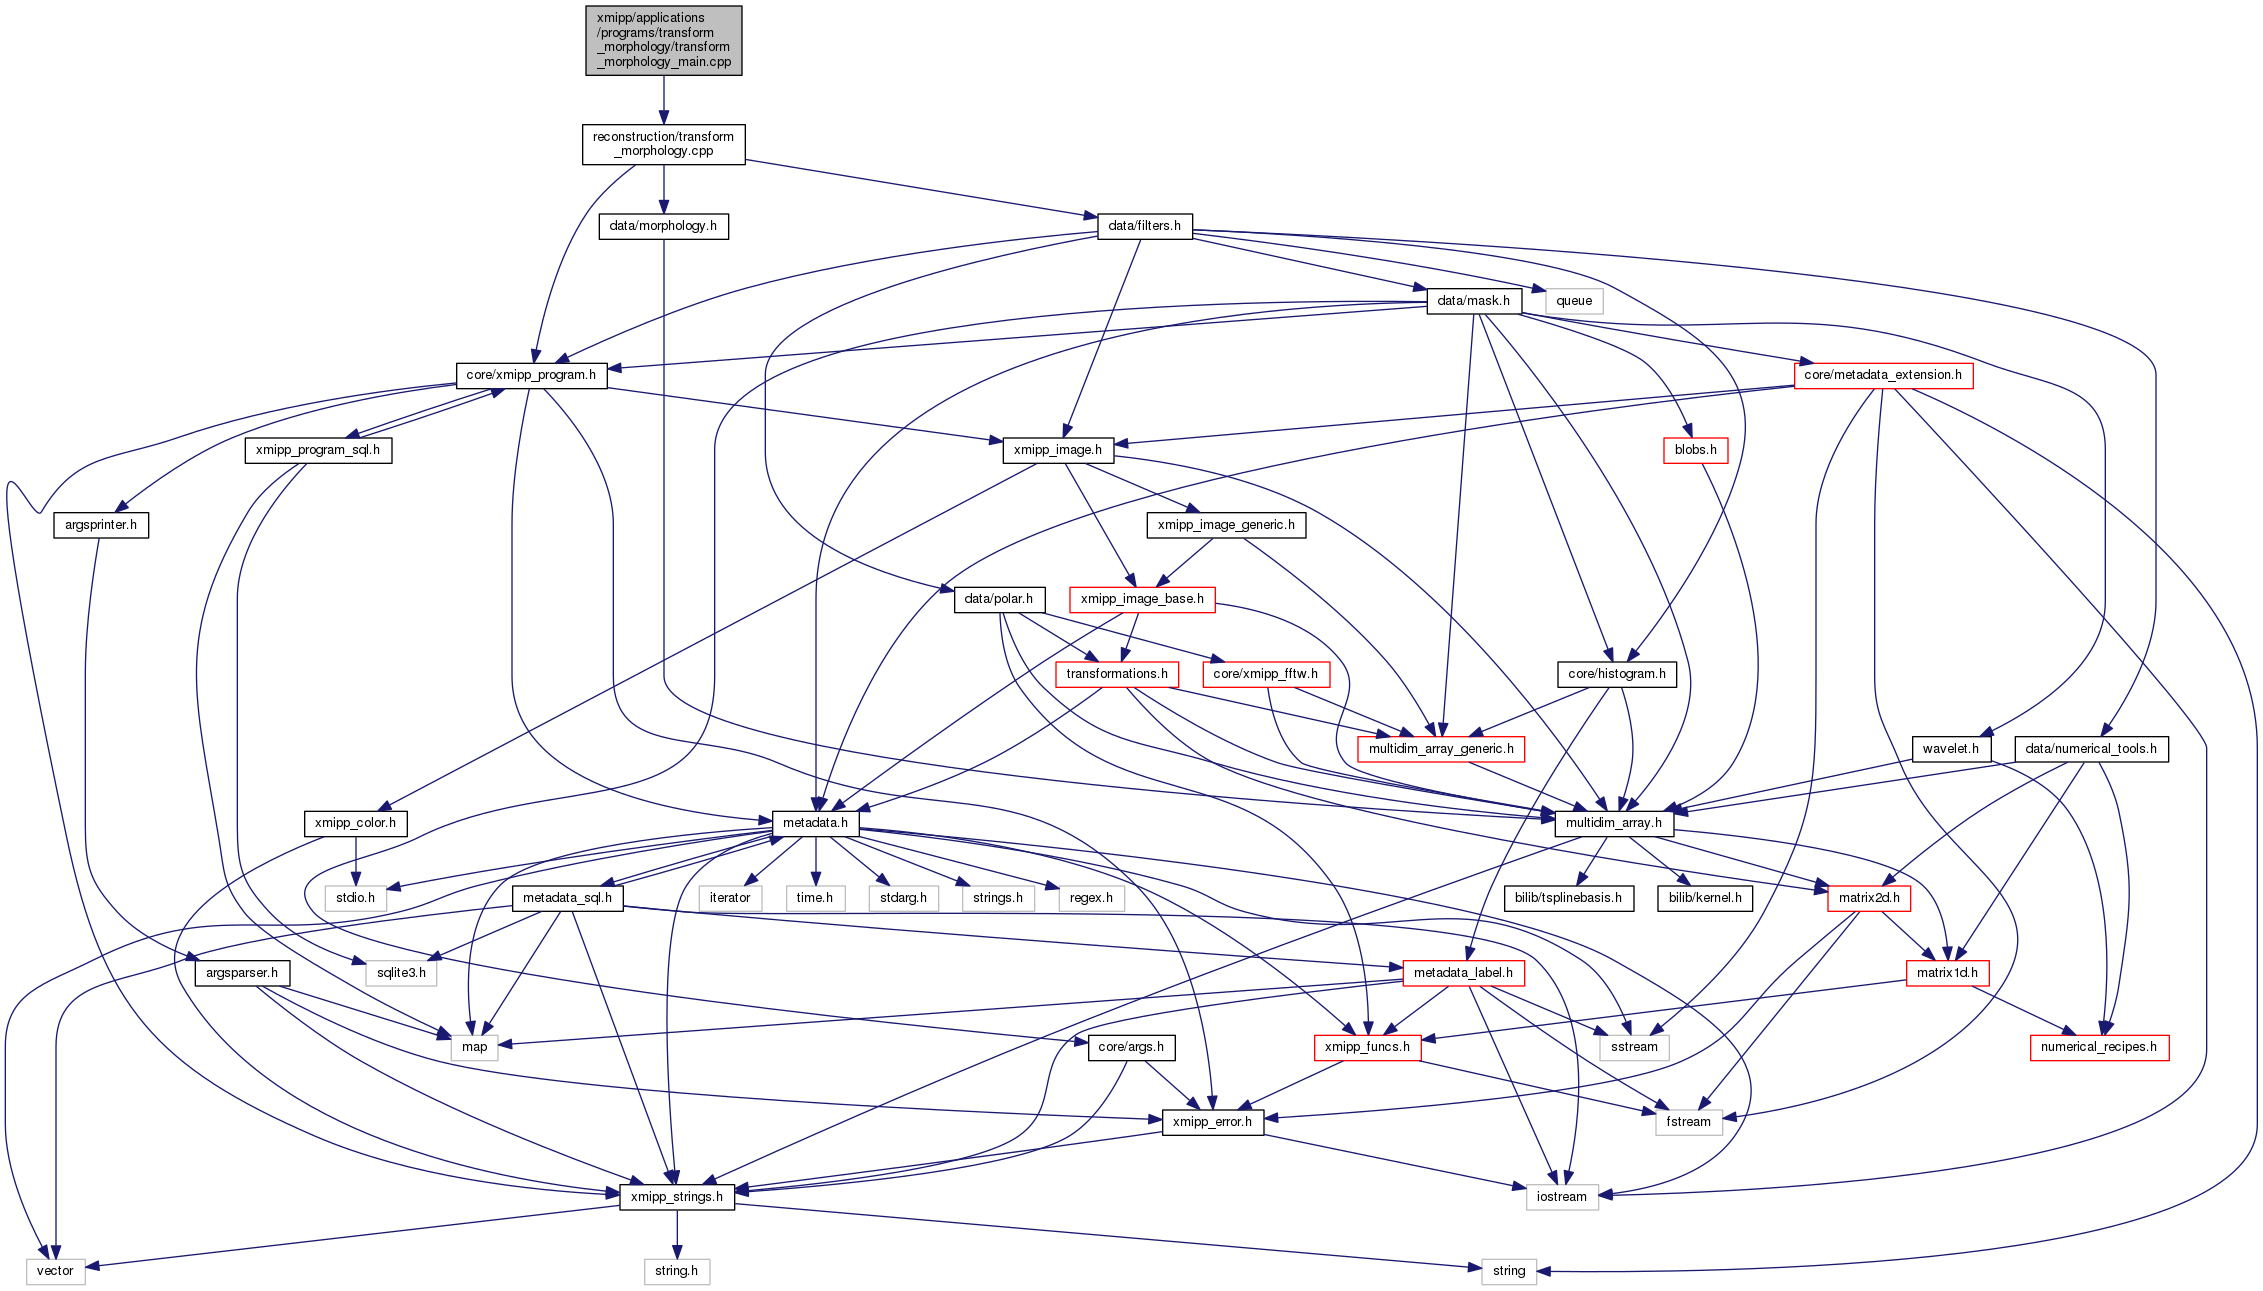 xmipp/applications
/programs/transform
_morphology/transform
_morphology_main.cpp
reconstruction/transform
_morphology.cpp
data/morphology.h
data/filters.h
data/mask.h
queue
core/xmipp_program.h
core/metadata_extension.h
xmipp_program_sql.h
xmipp_image.h
blobs.h
argsprinter.h
xmipp_image_generic.h
data/polar.h
xmipp_image_base.h
transformations.h
core/xmipp_fftw.h
core/histogram.h
multidim_array_generic.h
wavelet.h
data/numerical_tools.h
xmipp_color.h
metadata.h
multidim_array.h
stdio.h
metadata_sql.h
iterator
time.h
stdarg.h
strings.h
regex.h
bilib/tsplinebasis.h
bilib/kernel.h
matrix2d.h
argsparser.h
sqlite3.h
metadata_label.h
matrix1d.h
map
core/args.h
xmipp_funcs.h
sstream
numerical_recipes.h
xmipp_error.h
fstream
xmipp_strings.h
iostream
vector
string.h
string